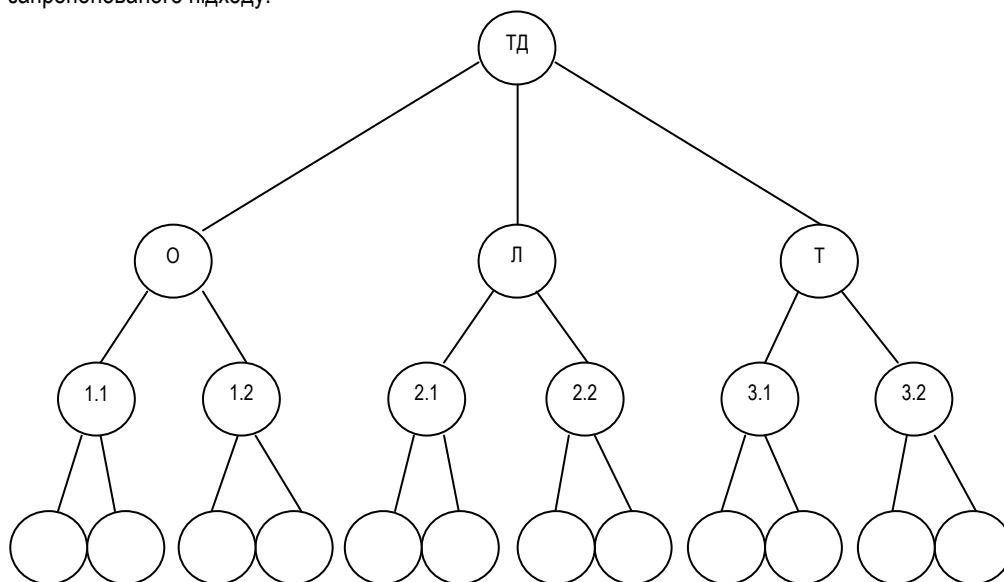 запропонованого підходу.
ТД
О Л Т
1.1 1.2 2.1 2.2 3.1 3.2